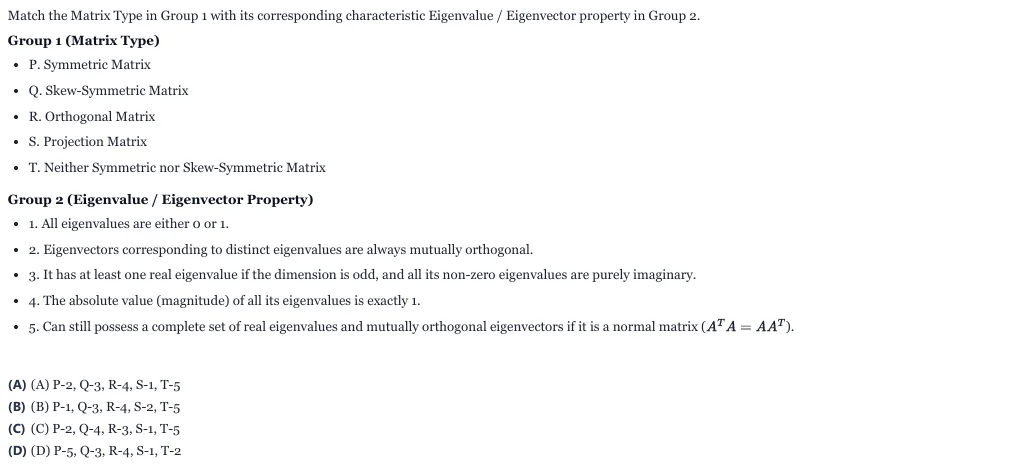 Match the Matrix Type in Group 1 with its corresponding characteristic Eigenvalue / Eigenvector property in Group 2.
Group 1 (Matrix Type)
• P. Symmetric Matrix
• Q. Skew-Symmetric Matrix
• R. Orthogonal Matrix
• S. Projection Matrix
• T. Neither Symmetric nor Skew-Symmetric Matrix
Group 2 (Eigenvalue / Eigenvector Property)
• 1. All eigenvalues are either 0 or 1.
• 2. Eigenvectors corresponding to distinct eigenvalues are always mutually orthogonal.
• 3. It has at least one real eigenvalue if the dimension is odd, and all its non-zero eigenvalues are purely imaginary.
• 4. The absolute value (magnitude) of all its eigenvalues is exactly 1.
• 5. Can still possess a complete set of real eigenvalues and mutually orthogonal eigenvectors if it is a normal matrix ($A^T A = A A^T$).
(A) (A) P-2, Q-3, R-4, S-1, T-5
(B) (B) P-1, Q-3, R-4, S-2, T-5
(C) (C) P-2, Q-4, R-3, S-1, T-5
(D) (D) P-5, Q-3, R-4, S-1, T-2